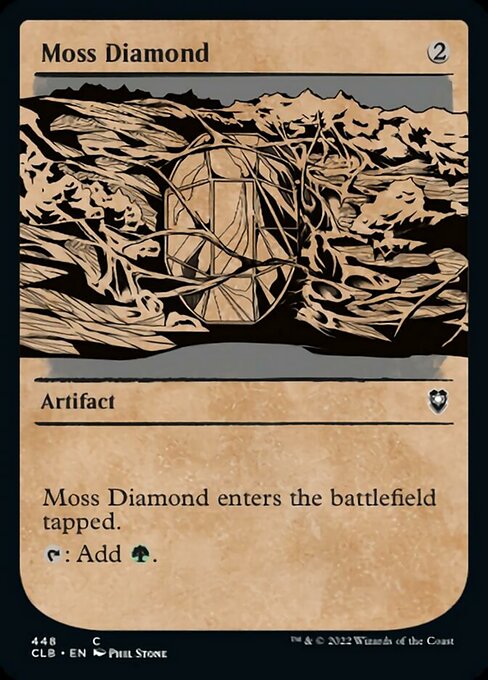 Moss Diamond 2
Artifact
Moss Diamond enters the battlefield
tapped.
: Add .
448 C
CLB • EN Phil Stone
™ & © 2022 Wizards of the Coast